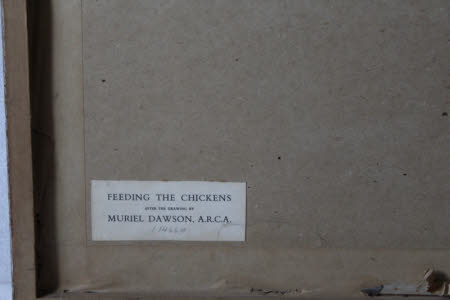 FEEDING THE CHICKENS
AFTER THE DRAWING BY
MURIEL DAWSON, A.R.C.A.